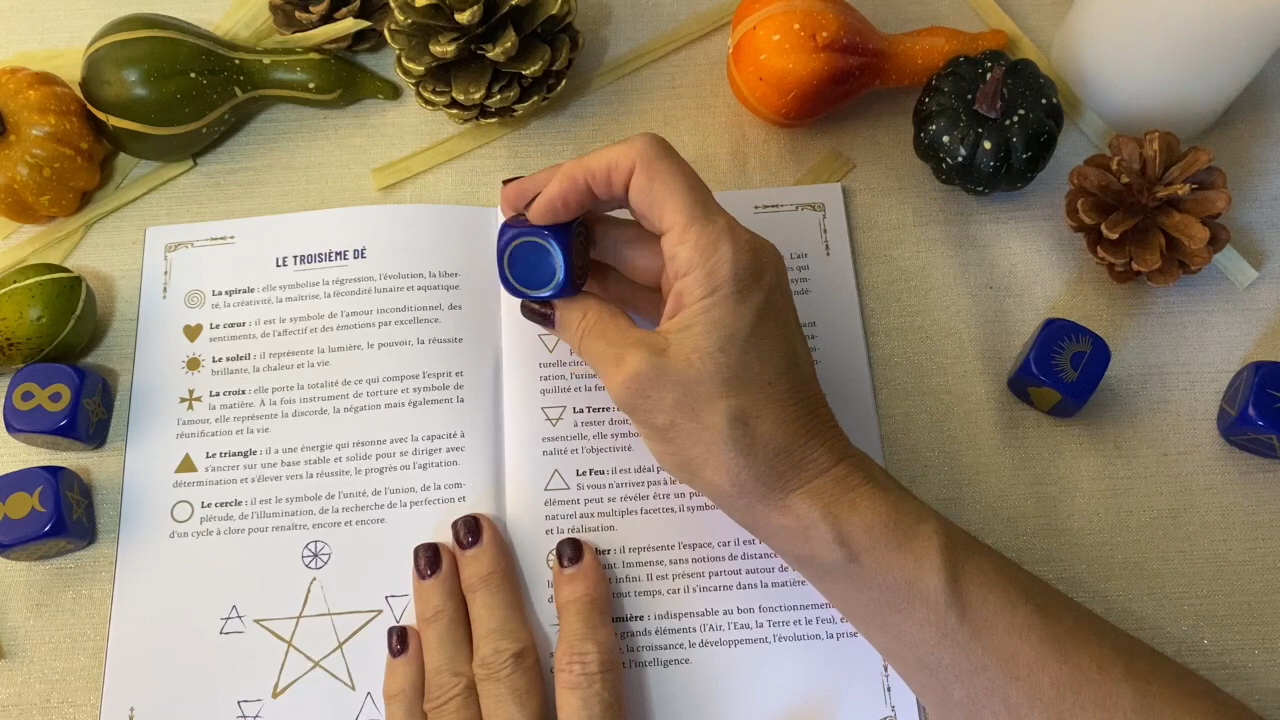 LE TROISIÈME DÉ
La spirale : elle symbolise la régression, l'évolution, la liber-
té, la créativité, la maîtrise, la fécondité lunaire et aquatique.
Le cœur : il est le symbole de l'amour inconditionnel, des
sentiments, de l'affectif et des émotions par excellence.
Le soleil : il représente la lumière, le pouvoir, la réussite
brillante, la chaleur et la vie.
La croix : elle porte la totalité de ce qui compose l'esprit et
la matière. À la fois instrument de torture et symbole de
l'amour, elle représente la discorde, la négation mais également la
réunification et la vie.
Le triangle : il a une énergie qui résonne avec la capacité à
s'ancrer sur une base stable et solide pour se diriger avec
détermination et s'élever vers la réussite, le progrès ou l'agitation.
Le cercle : il est le symbole de l'unité, de l'union, de la com-
plétude, de l'illumination, de la recherche de la perfection et
d'un cycle à clore pour renaître, encore et encore.
L'air
qui
sym-
turelle
ration, l'urine,
quillité et la
La Terre :
à rester droit,
essentielle, elle
nalité et l'objectivité.
Le Feu : il est idéal
Si vous n'arrivez pas à
élément peut se révéler être un
naturel aux multiples facettes, il
et la réalisation.
il représente l'espace, car il est
Immense, sans notions de distance
infini. Il est présent partout autour de
tout temps, car il s'incarne dans la matière.
indispensable au bon fonctionnement
grands éléments (l'Air, l'Eau, la Terre et le Feu),
la croissance, le développement, l'évolution, la prise
l'intelligence.